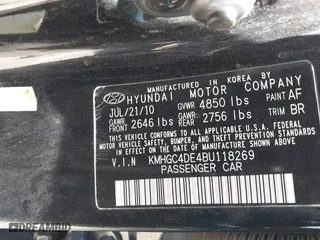 MADE IN KOREA
HYUNDAI MOTOR COMPANY
JUL/21/10 GVWR 4850 lbs PAINT AF
GAWR FRONT 2646 lbs GAWR REAR 2756 lbs TRIM BR
THIS VEHICLE CONFORMS TO ALL APPLICABLE FEDERAL
MOTOR VEHICLE SAFETY, BUMPER, AND THEFT PREVENTION
STANDARDS IN EFFECT ON THE DATE OF MANUFACTURE
SHOWN ABOVE.
V.I.N KMHGC4DE4BU118269
PASSENGER CAR
DREAMBID